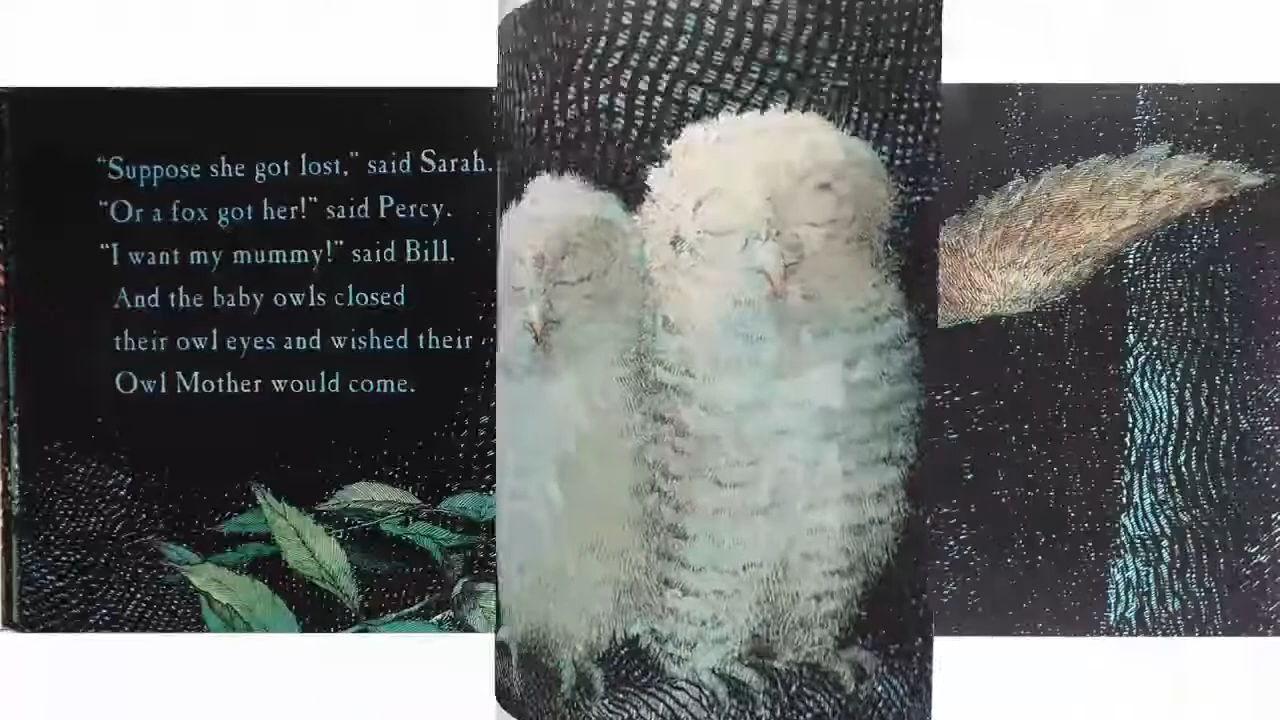 "Suppose she got lost," said Sarah.
"Or a fox got her!" said Percy.
"I want my mummy!" said Bill.
And the baby owls closed
their owl eyes and wished their
Owl Mother would come.